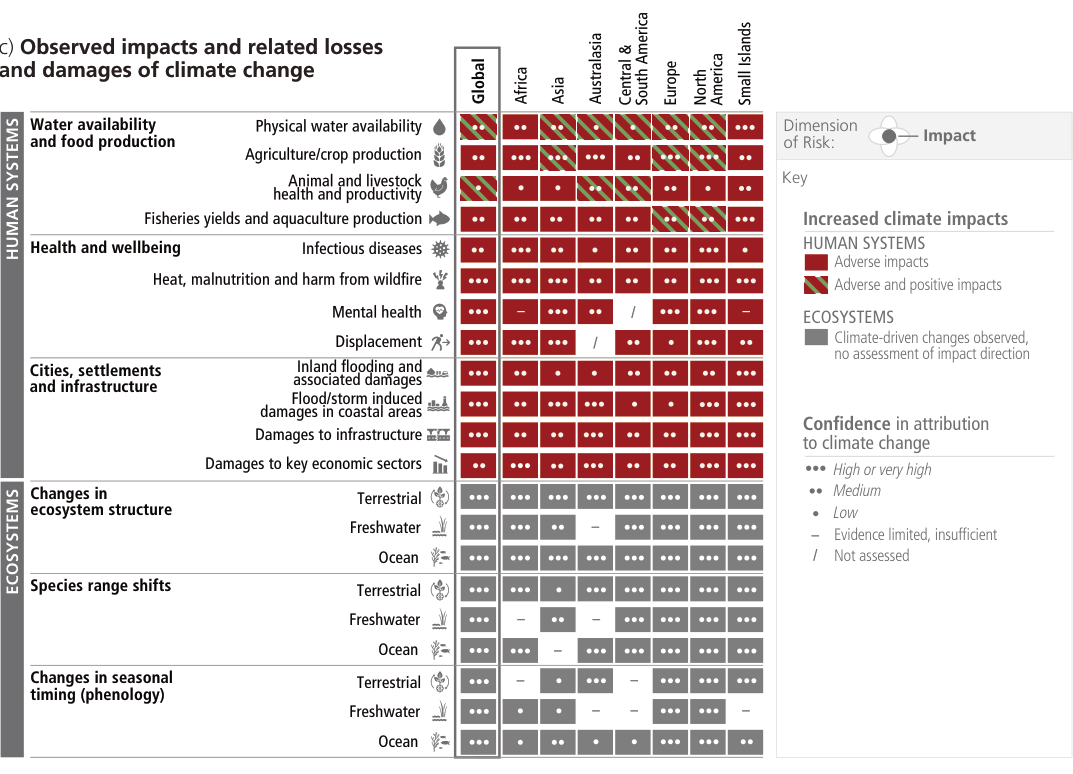 c) Observed impacts and related losses
and damages of climate change
Global
Africa
Asia
Australasia
Central &
South America
Europe
North
America
Small Islands
HUMAN SYSTEMS
Water availability
and food production
Physical water availability •• •• •• • • •• •• •••
Agriculture/crop production •• ••• ••• ••• •• ••• ••• ••
Animal and livestock
health and productivity • • • •• •• •• • ••
Fisheries yields and aquaculture production •• •• •• •• •• •• •• •••
Health and wellbeing
Infectious diseases •• ••• •• • •• •• ••• •
Heat, malnutrition and harm from wildfire ••• ••• ••• ••• •• ••• ••• •••
Mental health ••• – ••• •• / ••• ••• –
Displacement ••• ••• ••• / •• • ••• ••
Cities, settlements
and infrastructure
Inland flooding and
associated damages ••• •• • • •• •• •• •••
Flood/storm induced
damages in coastal areas ••• •• ••• ••• • • ••• •••
Damages to infrastructure ••• •• •• ••• •• •• ••• •••
Damages to key economic sectors •• ••• •• ••• •• •• ••• •••
ECOSYSTEMS
Changes in
ecosystem structure
Terrestrial ••• ••• ••• ••• ••• ••• ••• •••
Freshwater ••• ••• •• – ••• ••• ••• •••
Ocean ••• ••• ••• ••• ••• ••• ••• •••
Species range shifts
Terrestrial ••• ••• • ••• ••• ••• ••• •••
Freshwater ••• – •• – ••• ••• ••• •••
Ocean ••• ••• – ••• ••• ••• ••• •••
Changes in seasonal
timing (phenology)
Terrestrial ••• – • ••• – ••• ••• •••
Freshwater ••• • • – – ••• ••• –
Ocean ••• • •• • • ••• ••• ••
Dimension
of Risk:
Impact
Key
Increased climate impacts
HUMAN SYSTEMS
Adverse impacts
Adverse and positive impacts
ECOSYSTEMS
Climate-driven changes observed,
no assessment of impact direction
Confidence in attribution
to climate change
••• High or very high
•• Medium
• Low
– Evidence limited, insufficient
/ Not assessed